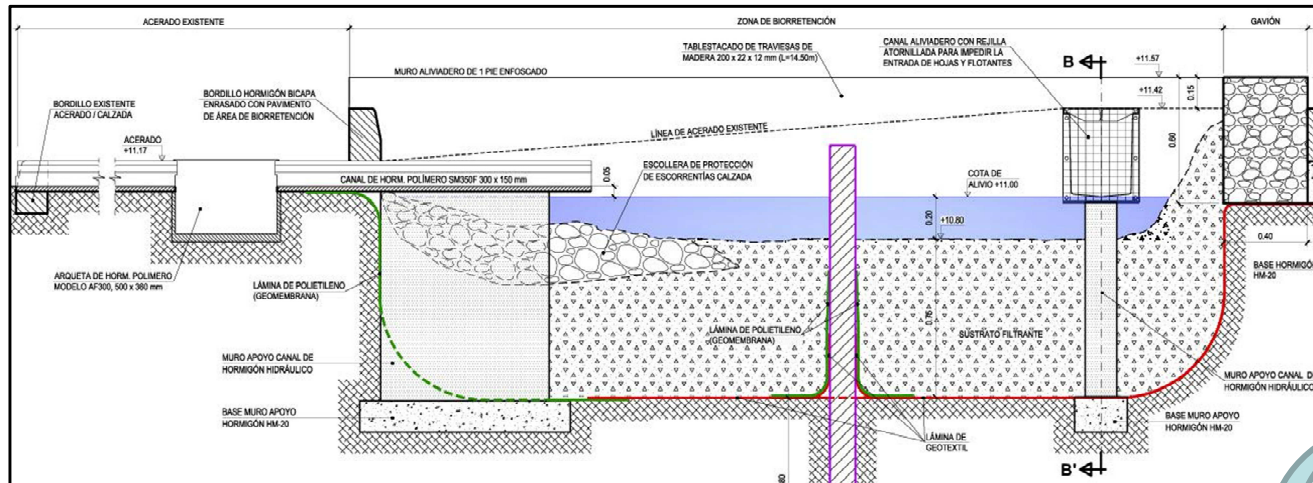 ACERADO EXISTENTE
ZONA DE BIORRETENCIÓN
GAVIÓN
MURO ALIVIADERO DE 1 PIE ENFOSCADO
TABLESTACADO DE TRAVIESAS DE
MADERA 200 x 22 x 12 mm (L=14.50m)
CANAL ALIVIADERO CON REJILLA
ATORNILLADA PARA IMPEDIR LA
ENTRADA DE HOJAS Y FLOTANTES
B
+11.57
+11.42
0.15
0.60
BORDILLO EXISTENTE
ACERADO / CALZADA
BORDILLO HORMIGÓN BICAPA
ENRASADO CON PAVIMENTO
DE ÁREA DE BIORRETENCIÓN
LÍNEA DE ACERADO EXISTENTE
ACERADO
+11.17
CANAL DE HORM. POLÍMERO SM350F 300 x 150 mm
0.05
ESCOLLERA DE PROTECCIÓN
DE ESCORRENTÍAS CALZADA
COTA DE
ALIVIO +11.00
0.20
+10.80
0.40
ARQUETA DE HORM. POLIMERO
MODELO AF300, 500 x 360 mm
LÁMINA DE POLIETILENO
(GEOMEMBRANA)
BASE HORMIGÓN
HM-20
LÁMINA DE POLIETILENO
(GEOMEMBRANA)
0.75
SUSTRATO FILTRANTE
MURO APOYO CANAL DE
HORMIGÓN HIDRÁULICO
MURO APOYO CANAL DE
HORMIGÓN HIDRÁULICO
BASE MURO APOYO
HORMIGÓN HM-20
LÁMINA DE
GEOTEXTIL
BASE MURO APOYO
HORMIGÓN HM-20
B'